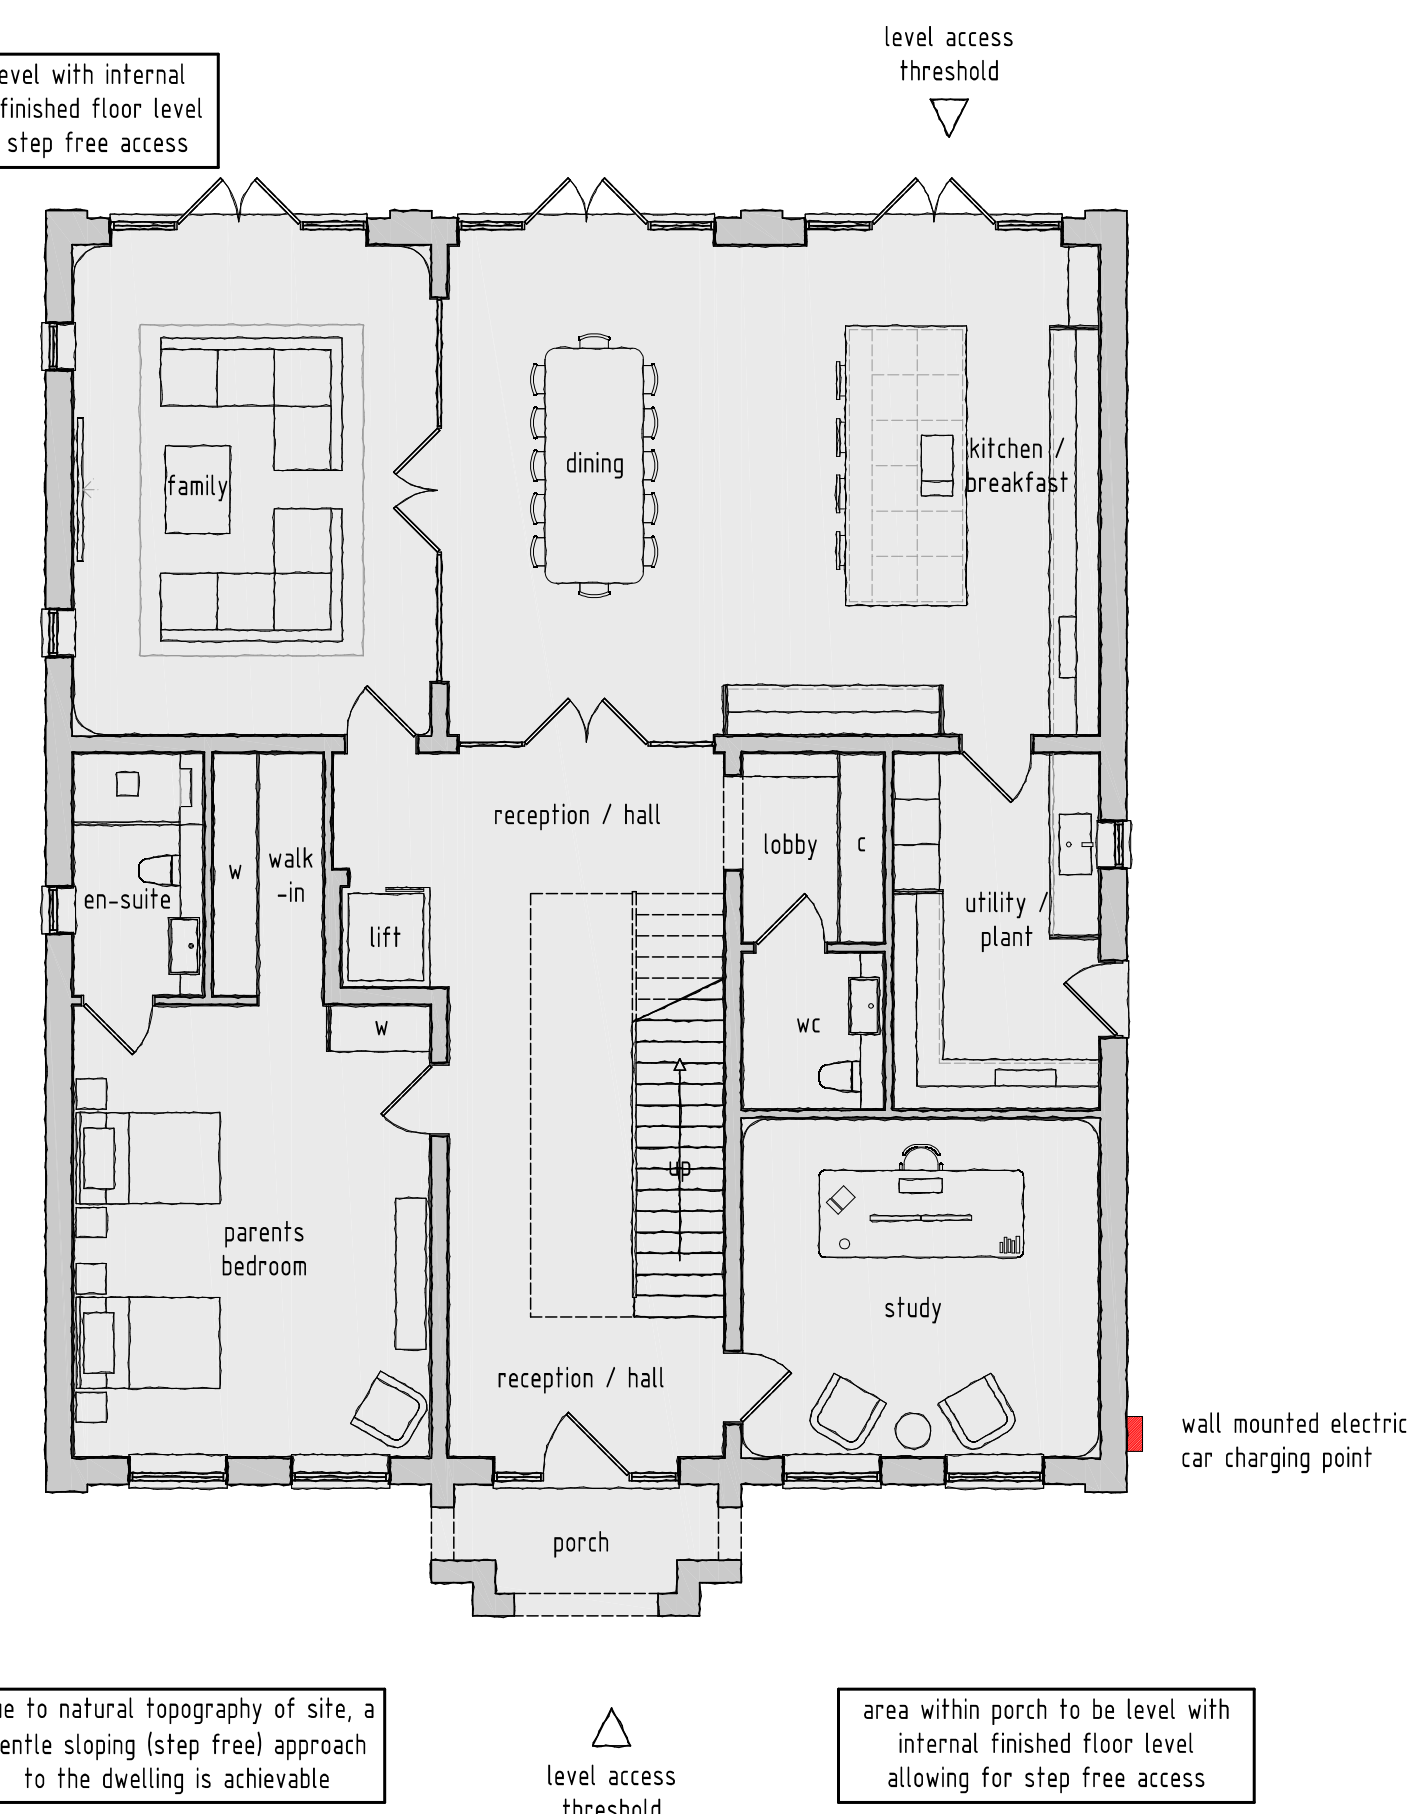 level access
threshold
evel with internal
finished floor level
step free access
family
dining
kitchen /
breakfast
reception / hall
lobby
c
w
walk
-in
en-suite
utility /
plant
lift
w
wc
up
parents
bedroom
study
reception / hall
wall mounted electric
car charging point
porch
ue to natural topography of site, a
entle sloping (step free) approach
to the dwelling is achievable
level access
threshold
area within porch to be level with
internal finished floor level
allowing for step free access